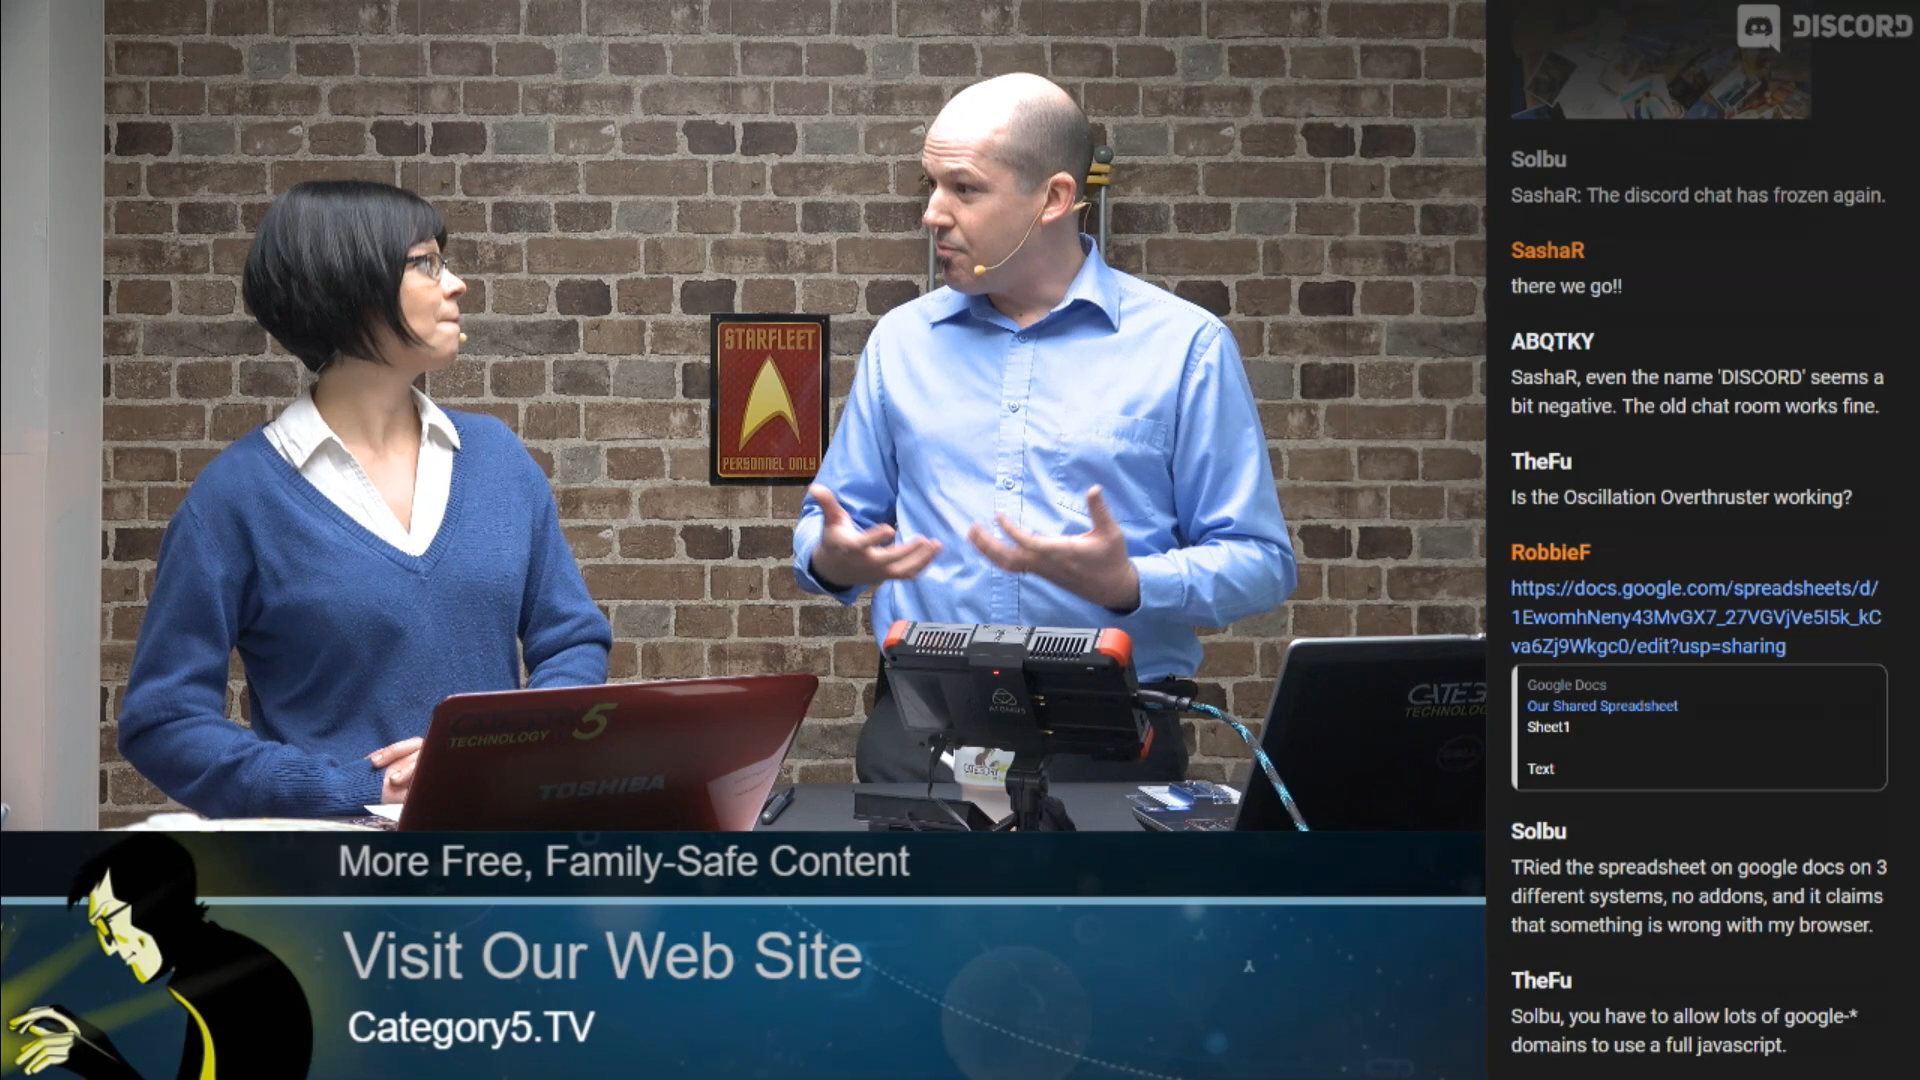 STARFLEET
PERSONNEL ONLY
5
TECHNOLOGY
TOSHIBA
ATOMOS
CATEGORY
TECHNOLOGY
More Free, Family-Safe Content
Visit Our Web Site
Category5.TV
DISCORD
Solbu
SashaR: The discord chat has frozen again.
SashaR
there we go!!
ABQTKY
SashaR, even the name 'DISCORD' seems a
bit negative. The old chat room works fine.
TheFu
Is the Oscillation Overthruster working?
RobbieF
https://docs.google.com/spreadsheets/d/
1EwomhNeny43MvGX7_27VGVjVe5I5k_kC
va6Zj9Wkgc0/edit?usp=sharing
Google Docs
Our Shared Spreadsheet
Sheet1
Text
Solbu
TRied the spreadsheet on google docs on 3
different systems, no addons, and it claims
that something is wrong with my browser.
TheFu
Solbu, you have to allow lots of google-*
domains to use a full javascript.